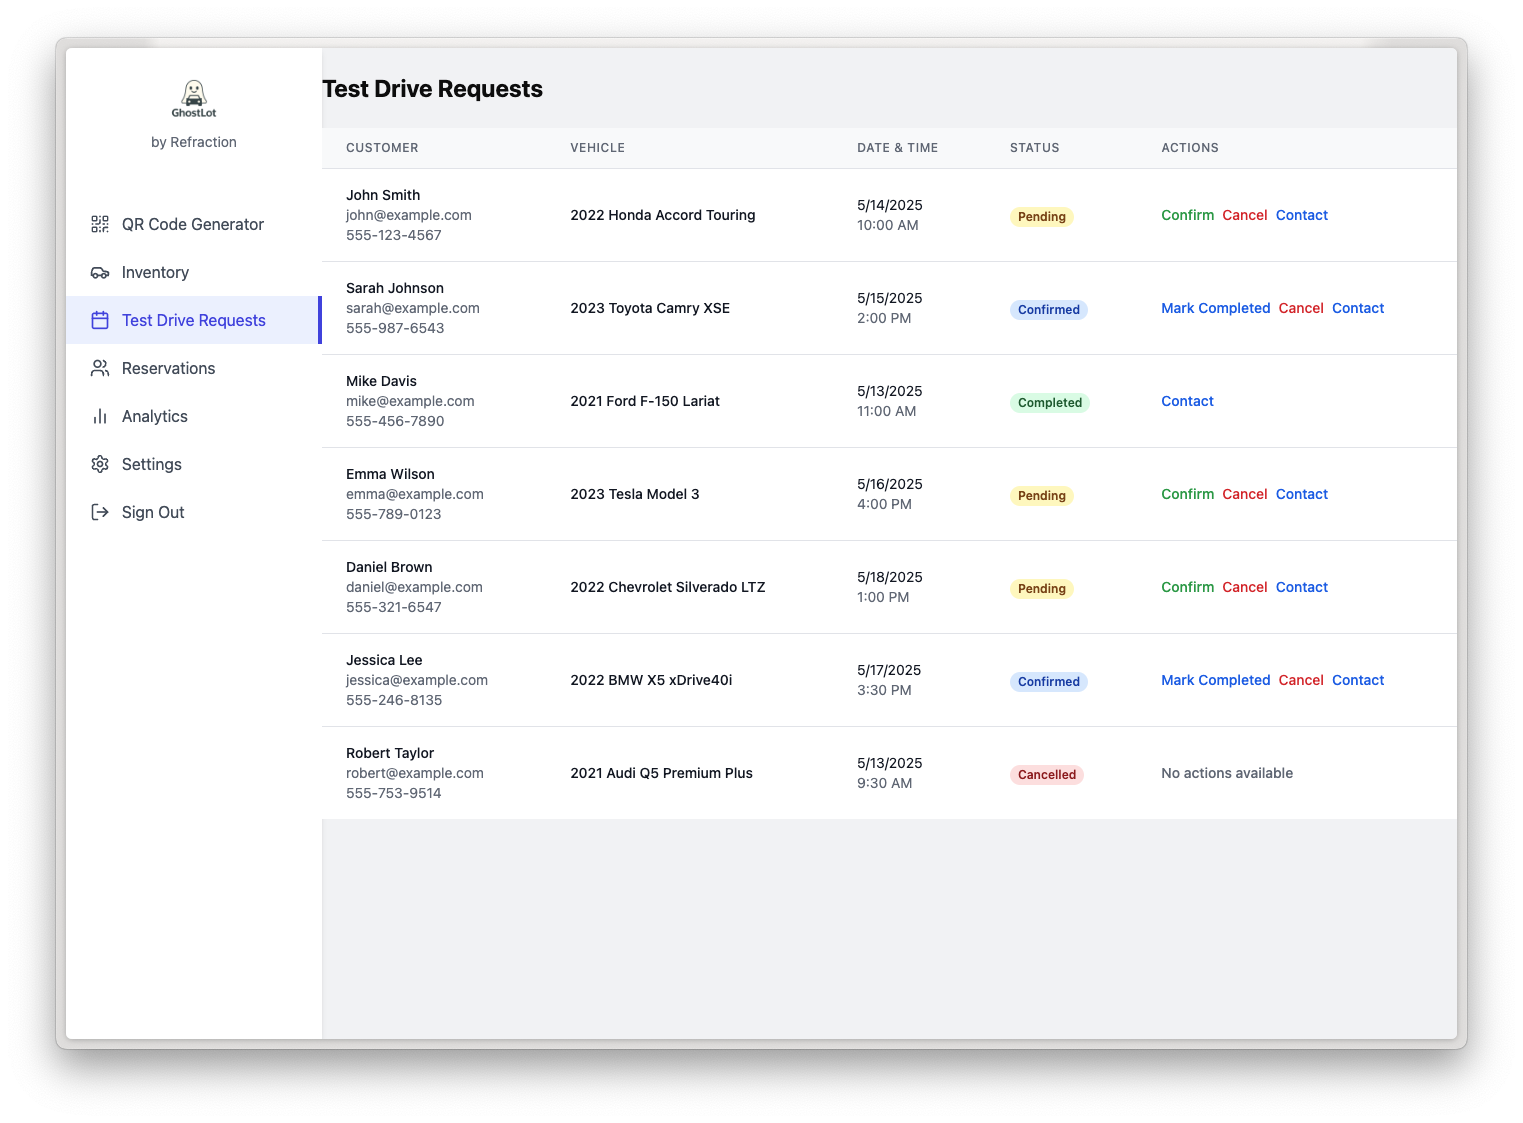 GhostLot
by Refraction
QR Code Generator
Inventory
Test Drive Requests
Reservations
Analytics
Settings
Sign Out
Test Drive Requests
CUSTOMER VEHICLE DATE & TIME STATUS ACTIONS
John Smith
john@example.com
555-123-4567
2022 Honda Accord Touring
5/14/2025
10:00 AM
Pending
Confirm Cancel Contact
Sarah Johnson
sarah@example.com
555-987-6543
2023 Toyota Camry XSE
5/15/2025
2:00 PM
Confirmed
Mark Completed Cancel Contact
Mike Davis
mike@example.com
555-456-7890
2021 Ford F-150 Lariat
5/13/2025
11:00 AM
Completed
Contact
Emma Wilson
emma@example.com
555-789-0123
2023 Tesla Model 3
5/16/2025
4:00 PM
Pending
Confirm Cancel Contact
Daniel Brown
daniel@example.com
555-321-6547
2022 Chevrolet Silverado LTZ
5/18/2025
1:00 PM
Pending
Confirm Cancel Contact
Jessica Lee
jessica@example.com
555-246-8135
2022 BMW X5 xDrive40i
5/17/2025
3:30 PM
Confirmed
Mark Completed Cancel Contact
Robert Taylor
robert@example.com
555-753-9514
2021 Audi Q5 Premium Plus
5/13/2025
9:30 AM
Cancelled
No actions available